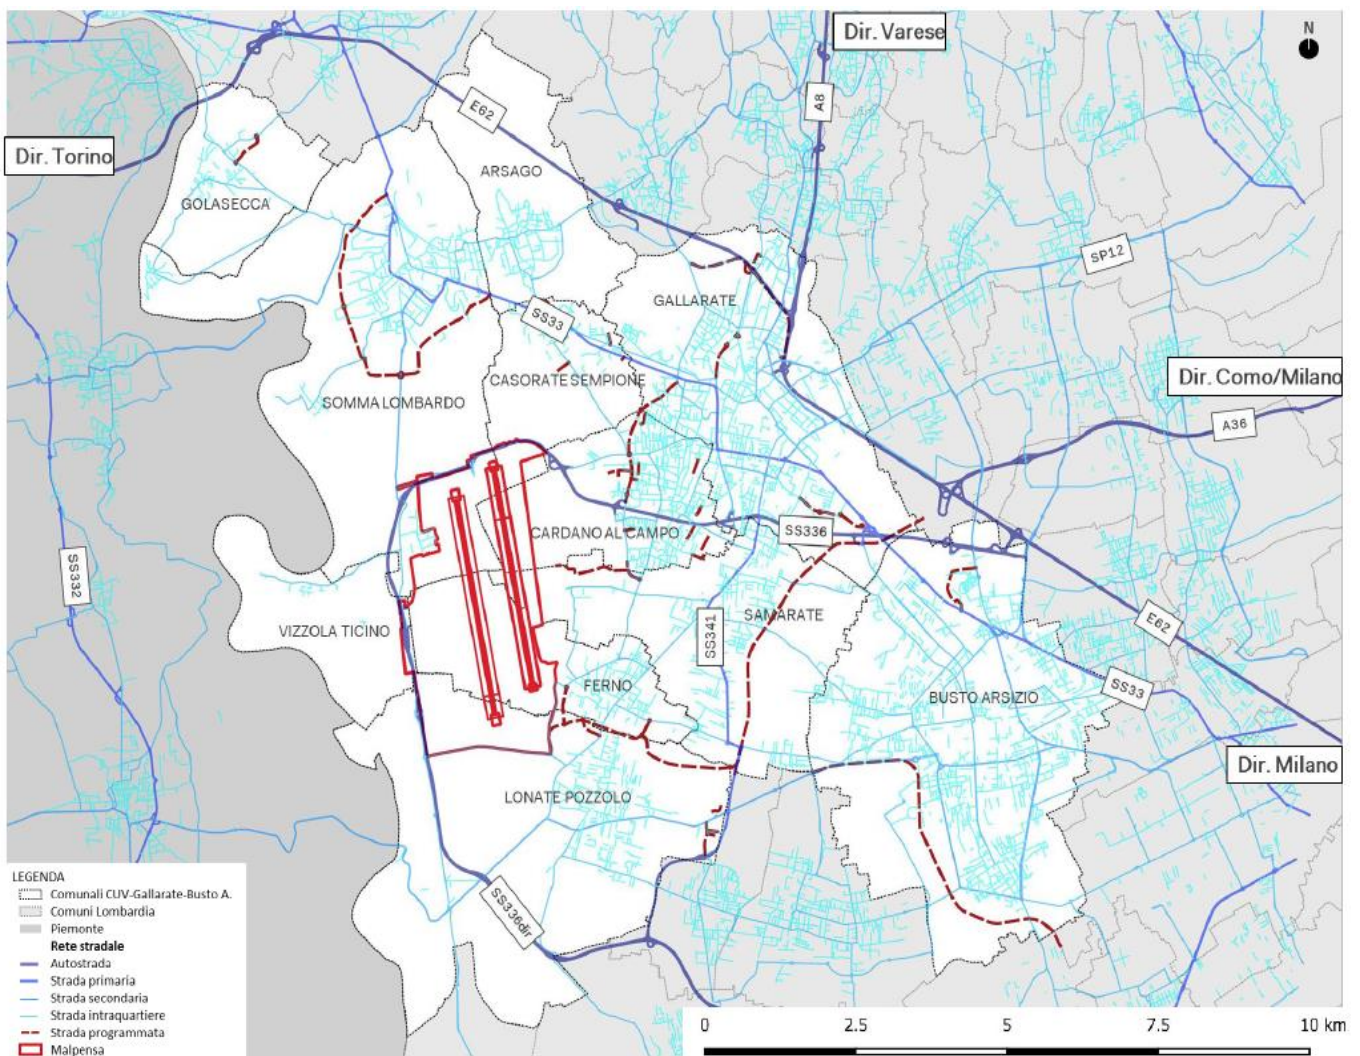 Dir. Varese
N
A8
E62
Dir. Torino
ARSAGO
GOLASECCA
SP12
GALLARATE
SS33
Dir. Como/Milano
CASORATE SEMPIONE
SOMMA LOMBARDO
A36
CARDANO AL CAMPO
SS336
SS332
SAMARATE
VIZZOLA TICINO
SS341
E62
FERNO
SS33
BUSTO ARSIZIO
Dir. Milano
LONATE POZZOLO
SS336dir
LEGENDA
Comunali CUV-Gallarate-Busto A.
Comuni Lombardia
Piemonte
Rete stradale
Autostrada
Strada primaria
Strada secondaria
Strada intraquartiere
Strada programmata
Malpensa
0 2.5 5 7.5 10 km